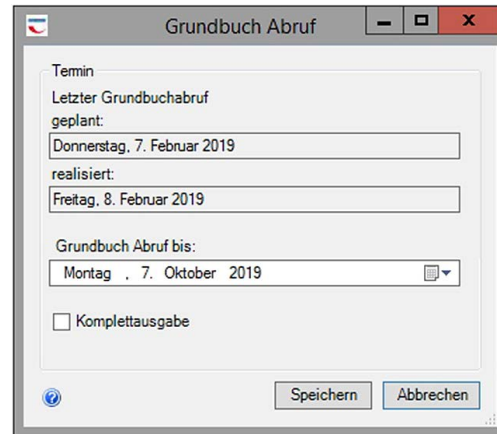 Grundbuch Abruf
Termin
Letzter Grundbuchabruf
geplant:
Donnerstag, 7. Februar 2019
realisiert:
Freitag, 8. Februar 2019
Grundbuch Abruf bis:
Montag , 7. Oktober 2019
Komplettausgabe
Speichern Abbrechen